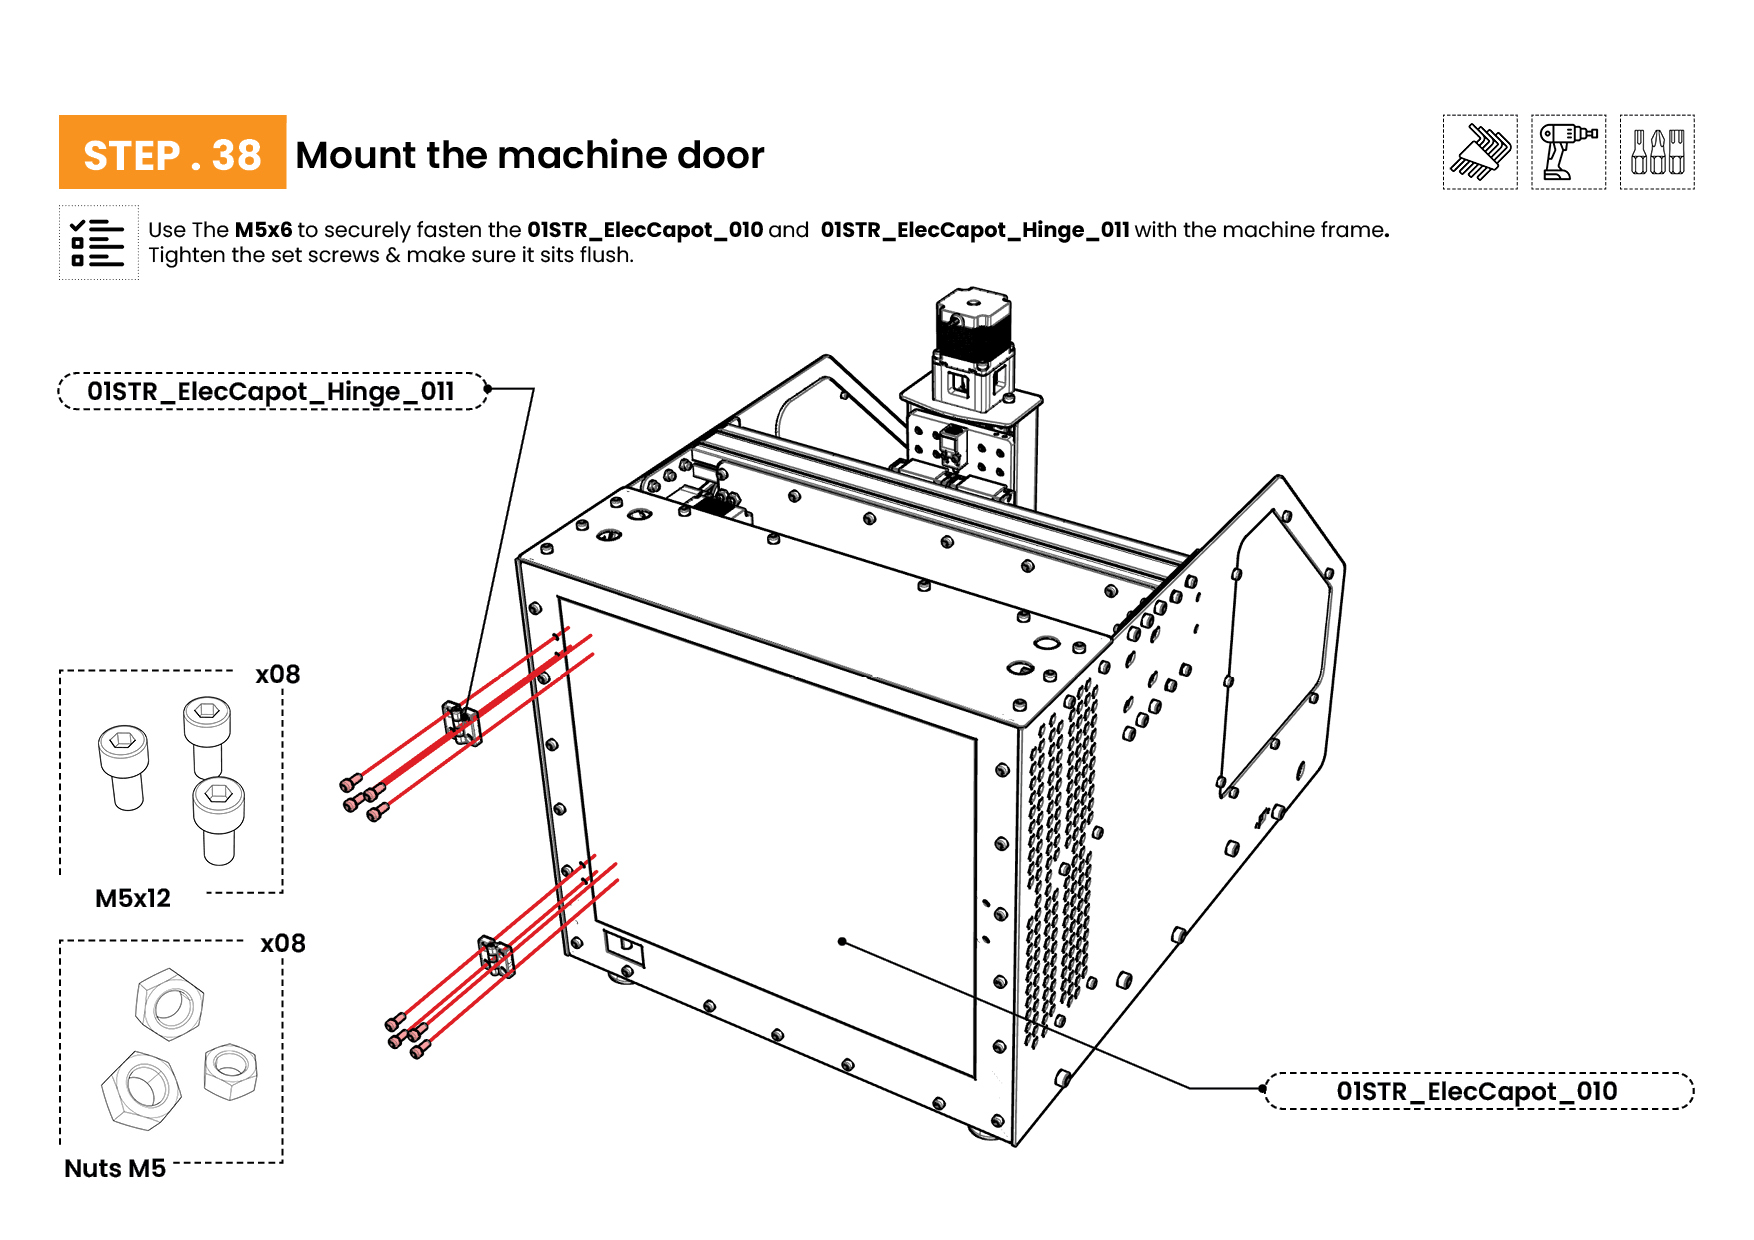 STEP . 38 Mount the machine door
Use The M5x6 to securely fasten the 01STR_ElecCapot_010 and 01STR_ElecCapot_Hinge_011 with the machine frame.
Tighten the set screws & make sure it sits flush.
01STR_ElecCapot_Hinge_011
x08
M5x12
x08
Nuts M5
01STR_ElecCapot_010